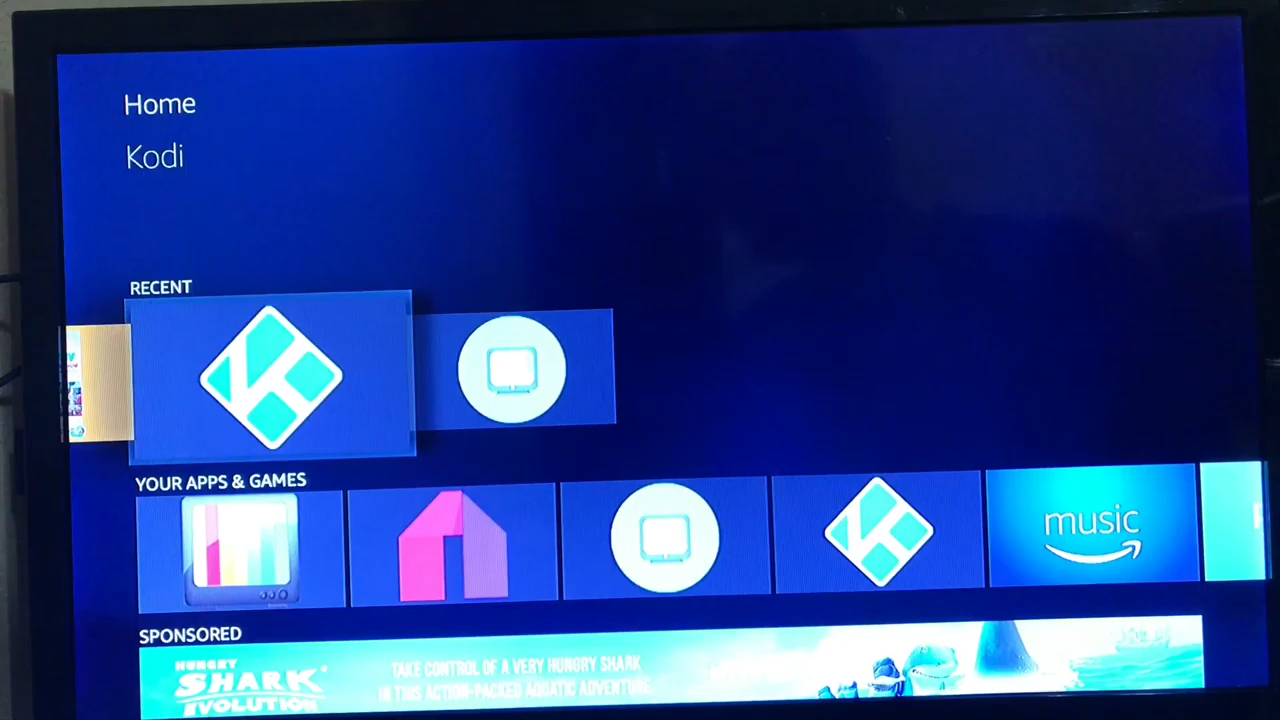 Home
Kodi
RECENT
YOUR APPS & GAMES
music
SPONSORED
HUNGRY
SHARK
EVOLUTION
TAKE CONTROL OF A VERY HUNGRY SHARK
IN THIS ACTION-PACKED AQUATIC ADVENTURE.